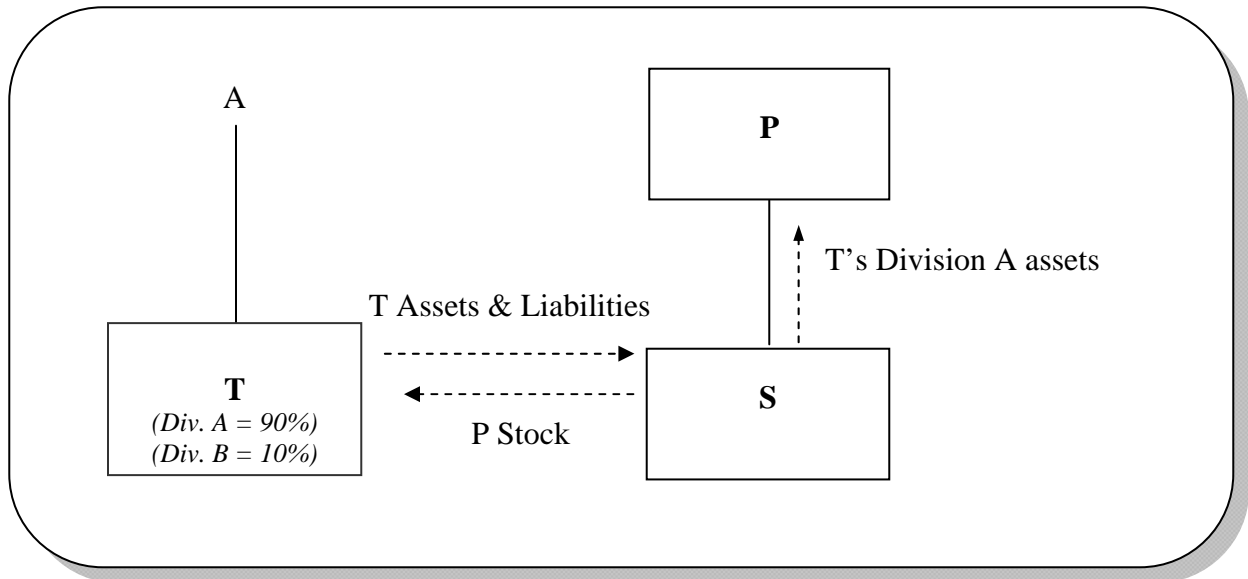 A
P
T's Division A assets
T Assets & Liabilities
T
(Div. A = 90%)
(Div. B = 10%)
P Stock
S